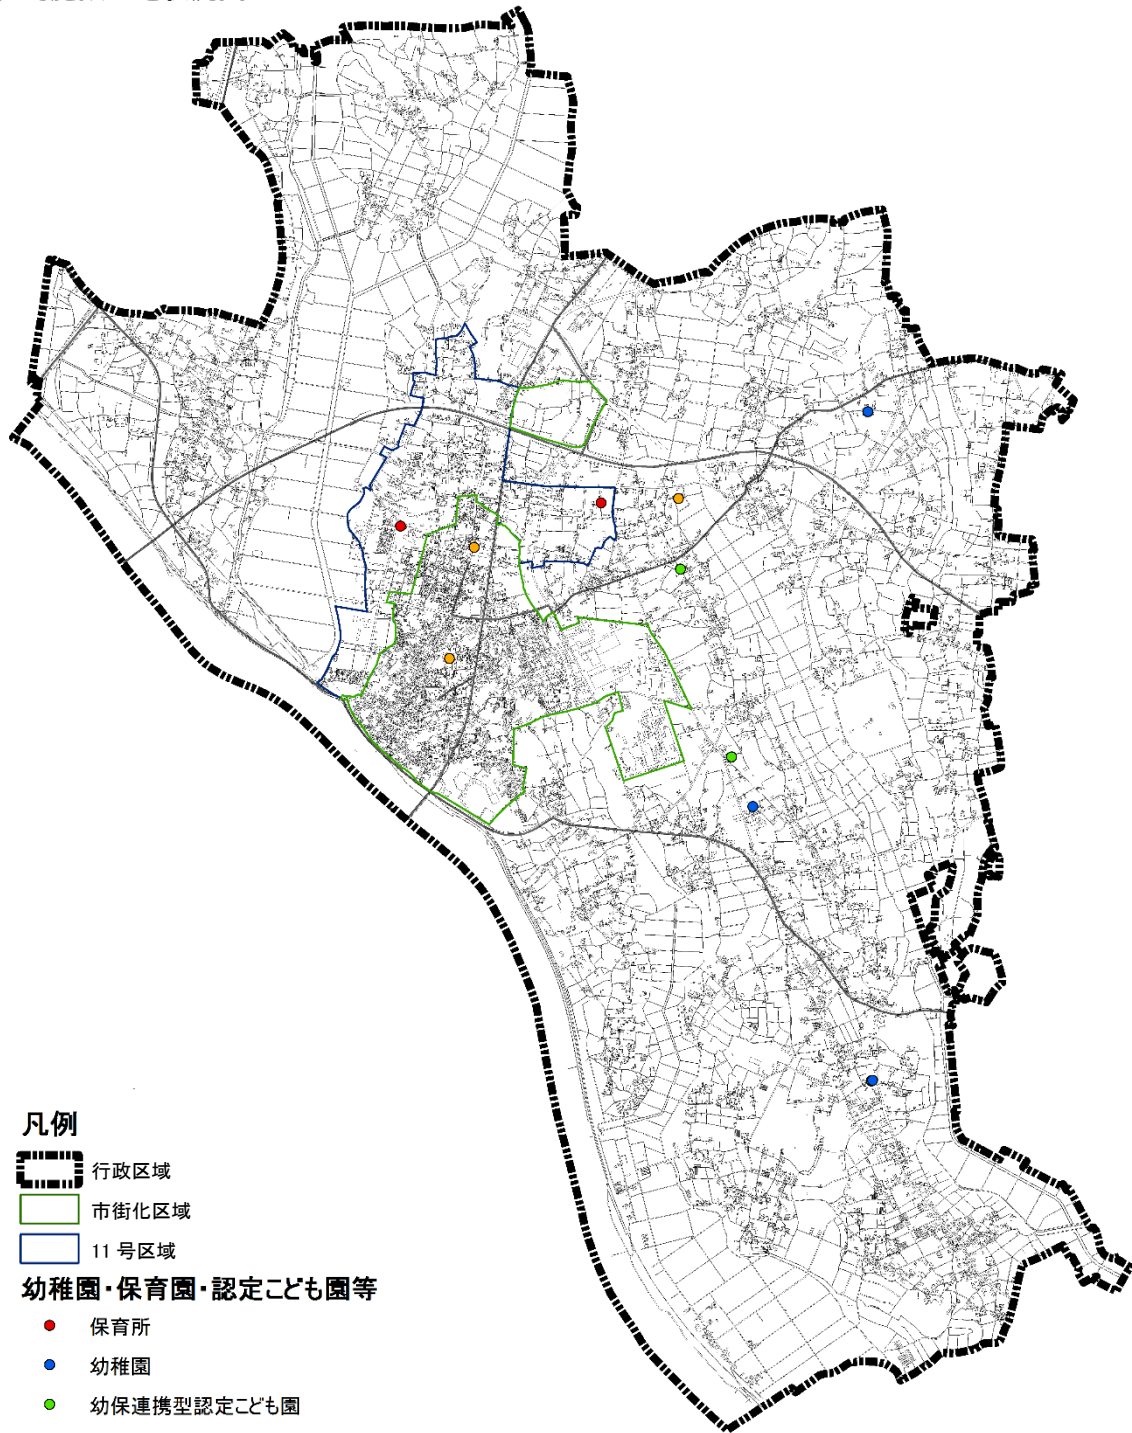 凡例
行政区域
市街化区域
11 号区域
幼稚園・保育園・認定こども園等
保育所
幼稚園
幼保連携型認定こども園